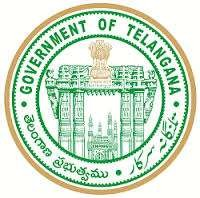 GOVERNMENT OF TELANGANA
తెలంగాణ ప్రభుత్వము
تلنگانہ سرکار